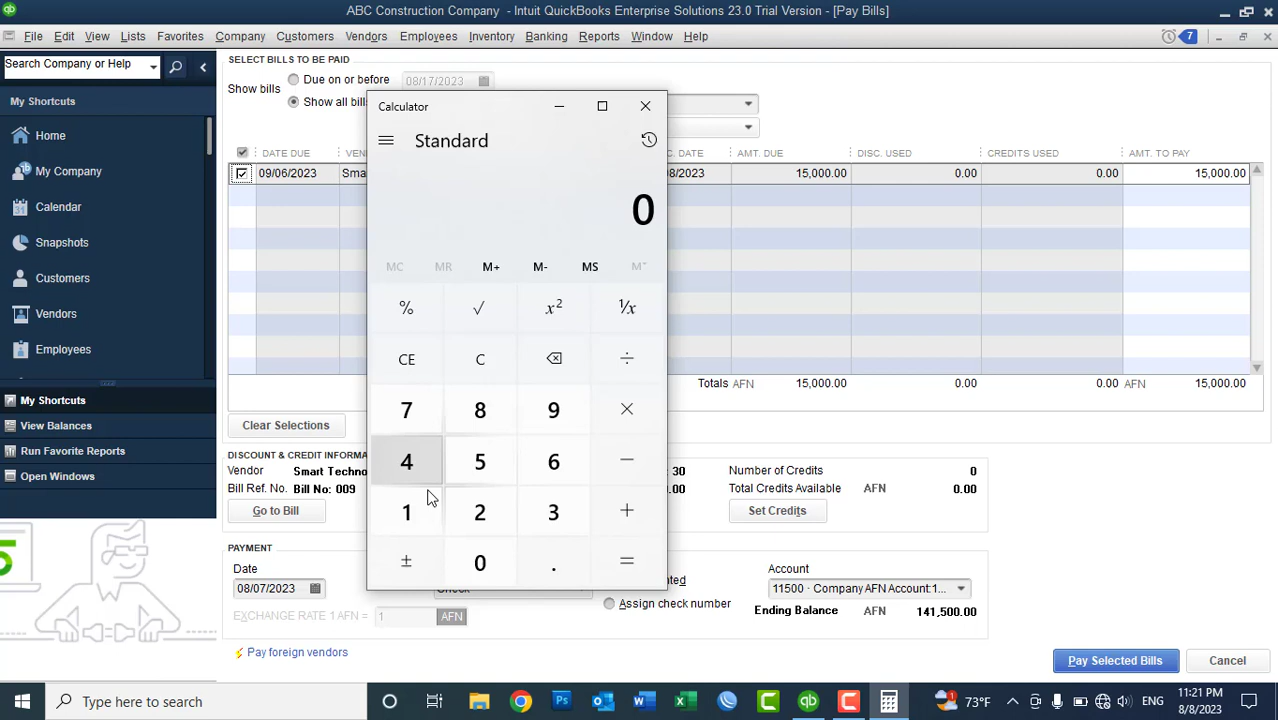 ABC Construction Company - Intuit QuickBooks Enterprise Solutions 23.0 Trial Version - [Pay Bills]
File Edit View Lists Favorites Company Customers Vendors Employees Inventory Banking Reports Window Help 7
Search Company or Help
My Shortcuts
Home
My Company
Calendar
Snapshots
Customers
Vendors
Employees
My Shortcuts
View Balances
Run Favorite Reports
Open Windows
SELECT BILLS TO BE PAID
Show bills
Due on or before 08/17/2023
Show all bills
DATE DUE DATE AMT. DUE DISC. USED CREDITS USED AMT. TO PAY
09/06/2023 15,000.00 0.00 0.00 15,000.00
Totals AFN 15,000.00 0.00 0.00 AFN 15,000.00
Clear Selections
Vendor Smart Techno
Bill Ref. No. Bill No: 009
Go to Bill
Number of Credits 0
Total Credits Available AFN 0.00
Set Credits
PAYMENT
Date
08/07/2023
EXCHANGE RATE 1 AFN = 1 AFN
Assign check number
Account
11500 · Company AFN Account:1...
Ending Balance AFN 141,500.00
Pay foreign vendors
Pay Selected Bills Cancel
Calculator
Standard
0
MC MR M+ M- MS M˅
% √ x² ¹/x
CE C ÷
7 8 9 ×
4 5 6 −
1 2 3 +
± 0 . =
Type here to search
73°F ENG 11:21 PM
8/8/2023